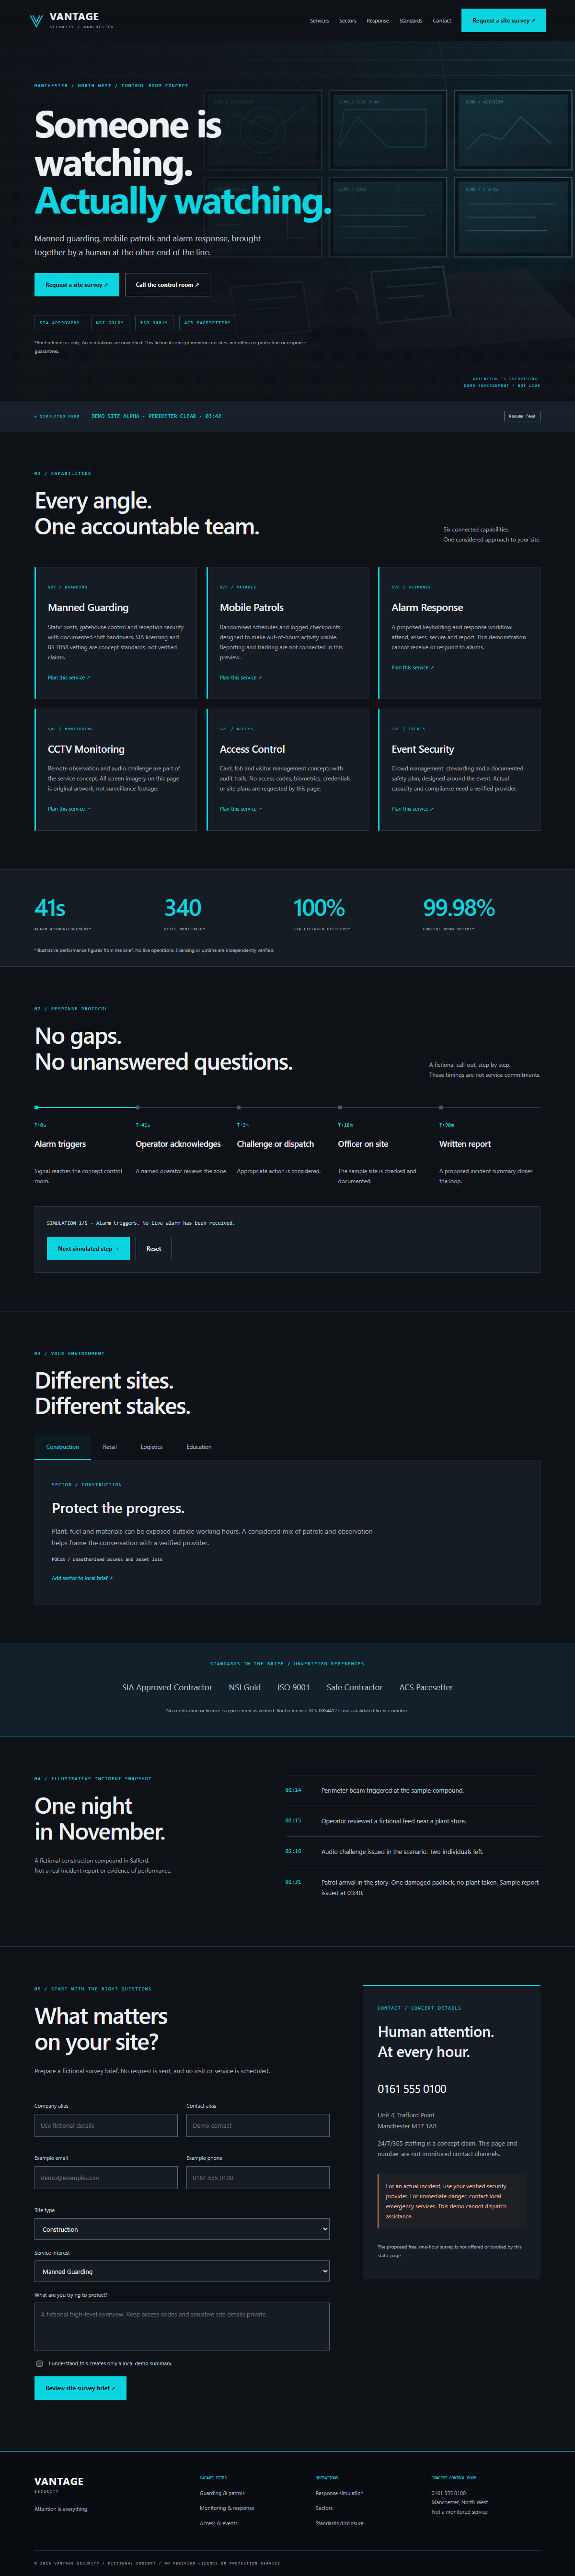 VANTAGE
SECURITY / MANCHESTER
Services
Sectors
Response
Standards
Contact
Request a site survey ↗
MANCHESTER / NORTH WEST / CONTROL ROOM CONCEPT
Someone is
watching.
Actually watching.
DEMO / SITE PLAN
DEMO / ACTIVITY
DEMO / STATUS
Manned guarding, mobile patrols and alarm response, brought
together by a human at the other end of the line.
Request a site survey ↗
Call the control room ↗
SIA APPROVED*
NSI GOLD*
ISO 9001*
ACS PACESETTER*
*Brief references only. Accreditations are unverified. This fictional concept monitors no sites and offers no protection or response
guarantees.
ATTENTION IS EVERYTHING.
DEMO ENVIRONMENT / NOT LIVE
SIMULATED FEED
DEMO SITE ALPHA · PERIMETER CLEAR · 03:42
Resume feed
01 / CAPABILITIES
Every angle.
One accountable team.
Six connected capabilities.
One considered approach to your site.
SVC / GUARDING
Manned Guarding
Static posts, gatehouse control and reception security
with documented shift handovers. SIA licensing and
BS 7858 vetting are concept standards, not verified
claims.
Plan this service ↗
SVC / PATROLS
Mobile Patrols
Randomised schedules and logged checkpoints,
designed to make out-of-hours activity visible.
Reporting and tracking are not connected in this
preview.
Plan this service ↗
SVC / RESPONSE
Alarm Response
A proposed keyholding and response workflow:
attend, assess, secure and report. This demonstration
cannot receive or respond to alarms.
Plan this service ↗
SVC / MONITORING
CCTV Monitoring
Remote observation and audio challenge are part of
the service concept. All screen imagery on this page
is original artwork, not surveillance footage.
Plan this service ↗
SVC / ACCESS
Access Control
Card, fob and visitor management concepts with
audit trails. No access codes, biometrics, credentials
or site plans are requested by this page.
Plan this service ↗
SVC / EVENTS
Event Security
Crowd management, stewarding and a documented
safety plan, designed around the event. Actual
capacity and compliance need a verified provider.
Plan this service ↗
41s
ALARM ACKNOWLEDGEMENT*
340
SITES MONITORED*
100%
SIA LICENSED OFFICERS*
99.98%
CONTROL ROOM UPTIME*
*Illustrative performance figures from the brief. No live operations, licensing or uptime are independently verified.
02 / RESPONSE PROTOCOL
No gaps.
No unanswered questions.
A fictional call-out, step by step.
These timings are not service commitments.
T+0s
Alarm triggers
Signal reaches the concept control
room.
T+41s
Operator acknowledges
A named operator reviews the zone.
T+2m
Challenge or dispatch
Appropriate action is considered.
T+18m
Officer on site
The sample site is checked and
documented.
T+90m
Written report
A proposed incident summary closes
the loop.
SIMULATION 1/5 · Alarm triggers. No live alarm has been received.
Next simulated step →
Reset
03 / YOUR ENVIRONMENT
Different sites.
Different stakes.
Construction
Retail
Logistics
Education
SECTOR / CONSTRUCTION
Protect the progress.
Plant, fuel and materials can be exposed outside working hours. A considered mix of patrols and observation
helps frame the conversation with a verified provider.
FOCUS / Unauthorised access and asset loss
Add sector to local brief ↗
STANDARDS IN THE BRIEF / UNVERIFIED REFERENCES
SIA Approved Contractor
NSI Gold
ISO 9001
Safe Contractor
ACS Pacesetter
No certification or licence is represented as verified. Brief reference ACS-0084412 is not a validated licence number.
04 / ILLUSTRATIVE INCIDENT SNAPSHOT
One night
in November.
A fictional construction compound in Salford.
Not a real incident report or evidence of performance.
02:14
Perimeter beam triggered at the sample compound.
02:15
Operator reviewed a fictional feed near a plant store.
02:16
Audio challenge issued in the scenario. Two individuals left.
02:31
Patrol arrival in the story. One damaged padlock, no plant taken. Sample report
issued at 03:40.
05 / START WITH THE RIGHT QUESTIONS
What matters
on your site?
Prepare a fictional survey brief. No request is sent, and no visit or service is scheduled.
Company alias
Use fictional details
Contact alias
Demo contact
Example email
demo@example.com
Example phone
0161 555 0100
Site type
Construction
Service interest
Manned Guarding
What are you trying to protect?
A fictional high-level overview. Keep access codes and sensitive site details private.
I understand this creates only a local demo summary.
Review site survey brief ↗
CONTACT / CONCEPT DETAILS
Human attention.
At every hour.
0161 555 0100
Unit 4, Trafford Point
Manchester M17 1AB
24/7/365 staffing is a concept claim. This page and
number are not monitored contact channels.
For an actual incident, use your verified security
provider. For immediate danger, contact local
emergency services. This demo cannot dispatch
assistance.
The proposed free, one-hour survey is not offered or booked by this
static page.
VANTAGE
SECURITY
Attention is everything.
CAPABILITIES
Guarding & patrols
Monitoring & response
Access & events
OPERATIONS
Response simulation
Sectors
Standards disclosure
CONCEPT CONTROL ROOM
0161 555 0100
Manchester, North West
Not a monitored service
© 2026 VANTAGE SECURITY / FICTIONAL CONCEPT / NO VERIFIED LICENCE OR PROTECTION SERVICE